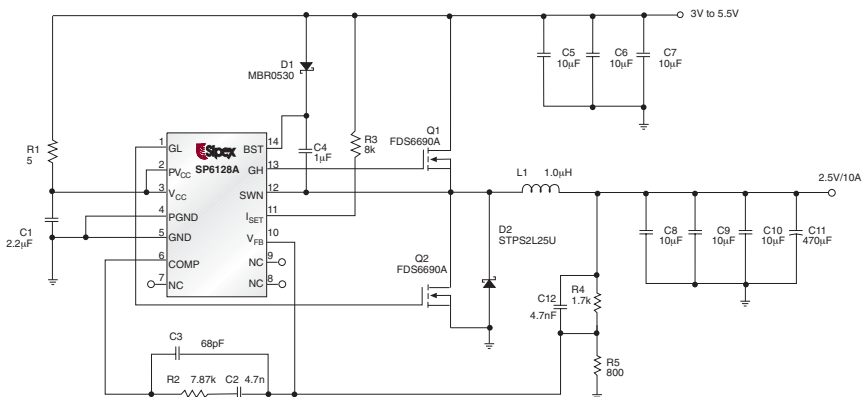 3V to 5.5V
C5
10µF
C6
10µF
C7
10µF
D1
MBR0530
Q1
FDS6690A
R1
5
1
GL
2
PVCC
3
VCC
4
PGND
5
GND
6
COMP
7
NC
Sipex
SP6128A
14
BST
13
GH
12
SWN
11
ISET
10
VFB
9
NC
8
NC
C4
1µF
R3
8k
L1
1.0µH
2.5V/10A
C1
2.2µF
D2
STPS2L25U
C8
10µF
C9
10µF
C10
10µF
C11
470µF
Q2
FDS6690A
C12
4.7nF
R4
1.7k
C3
68pF
R5
800
R2
7.87k
C2
4.7n